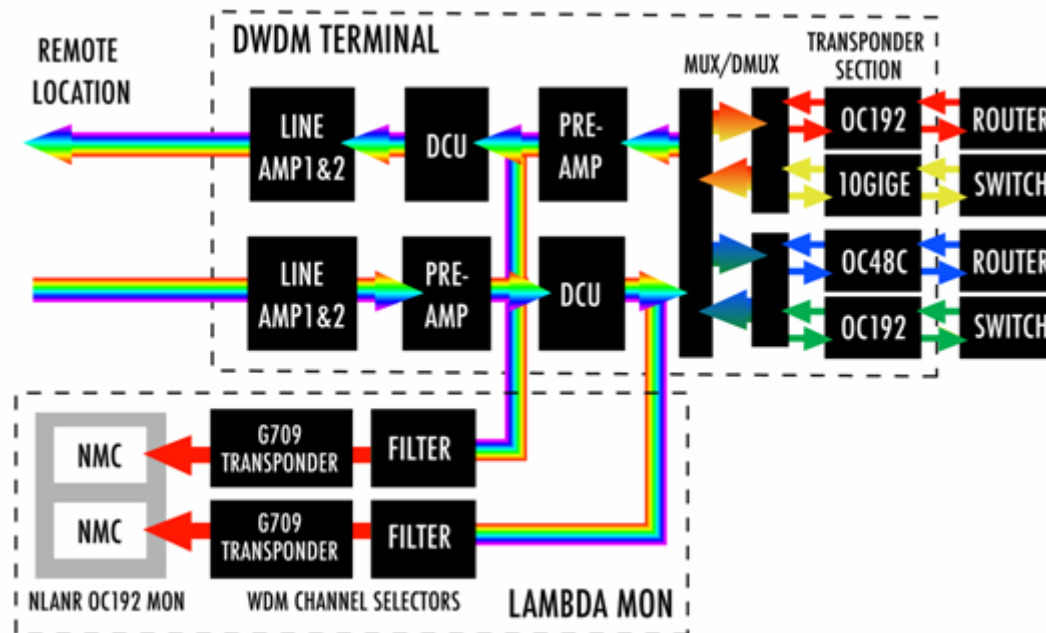 DWDM TERMINAL
REMOTE
LOCATION
MUX/DMUX
TRANSPONDER
SECTION
LINE
AMP1&2
DCU
PRE-
AMP
OC192
ROUTER
10GIGE
SWITCH
LINE
AMP1&2
PRE-
AMP
DCU
OC48C
ROUTER
OC192
SWITCH
NMC
G709
TRANSPONDER
FILTER
NMC
G709
TRANSPONDER
FILTER
NLANR OC192 MON
WDM CHANNEL SELECTORS
LAMBDA MON